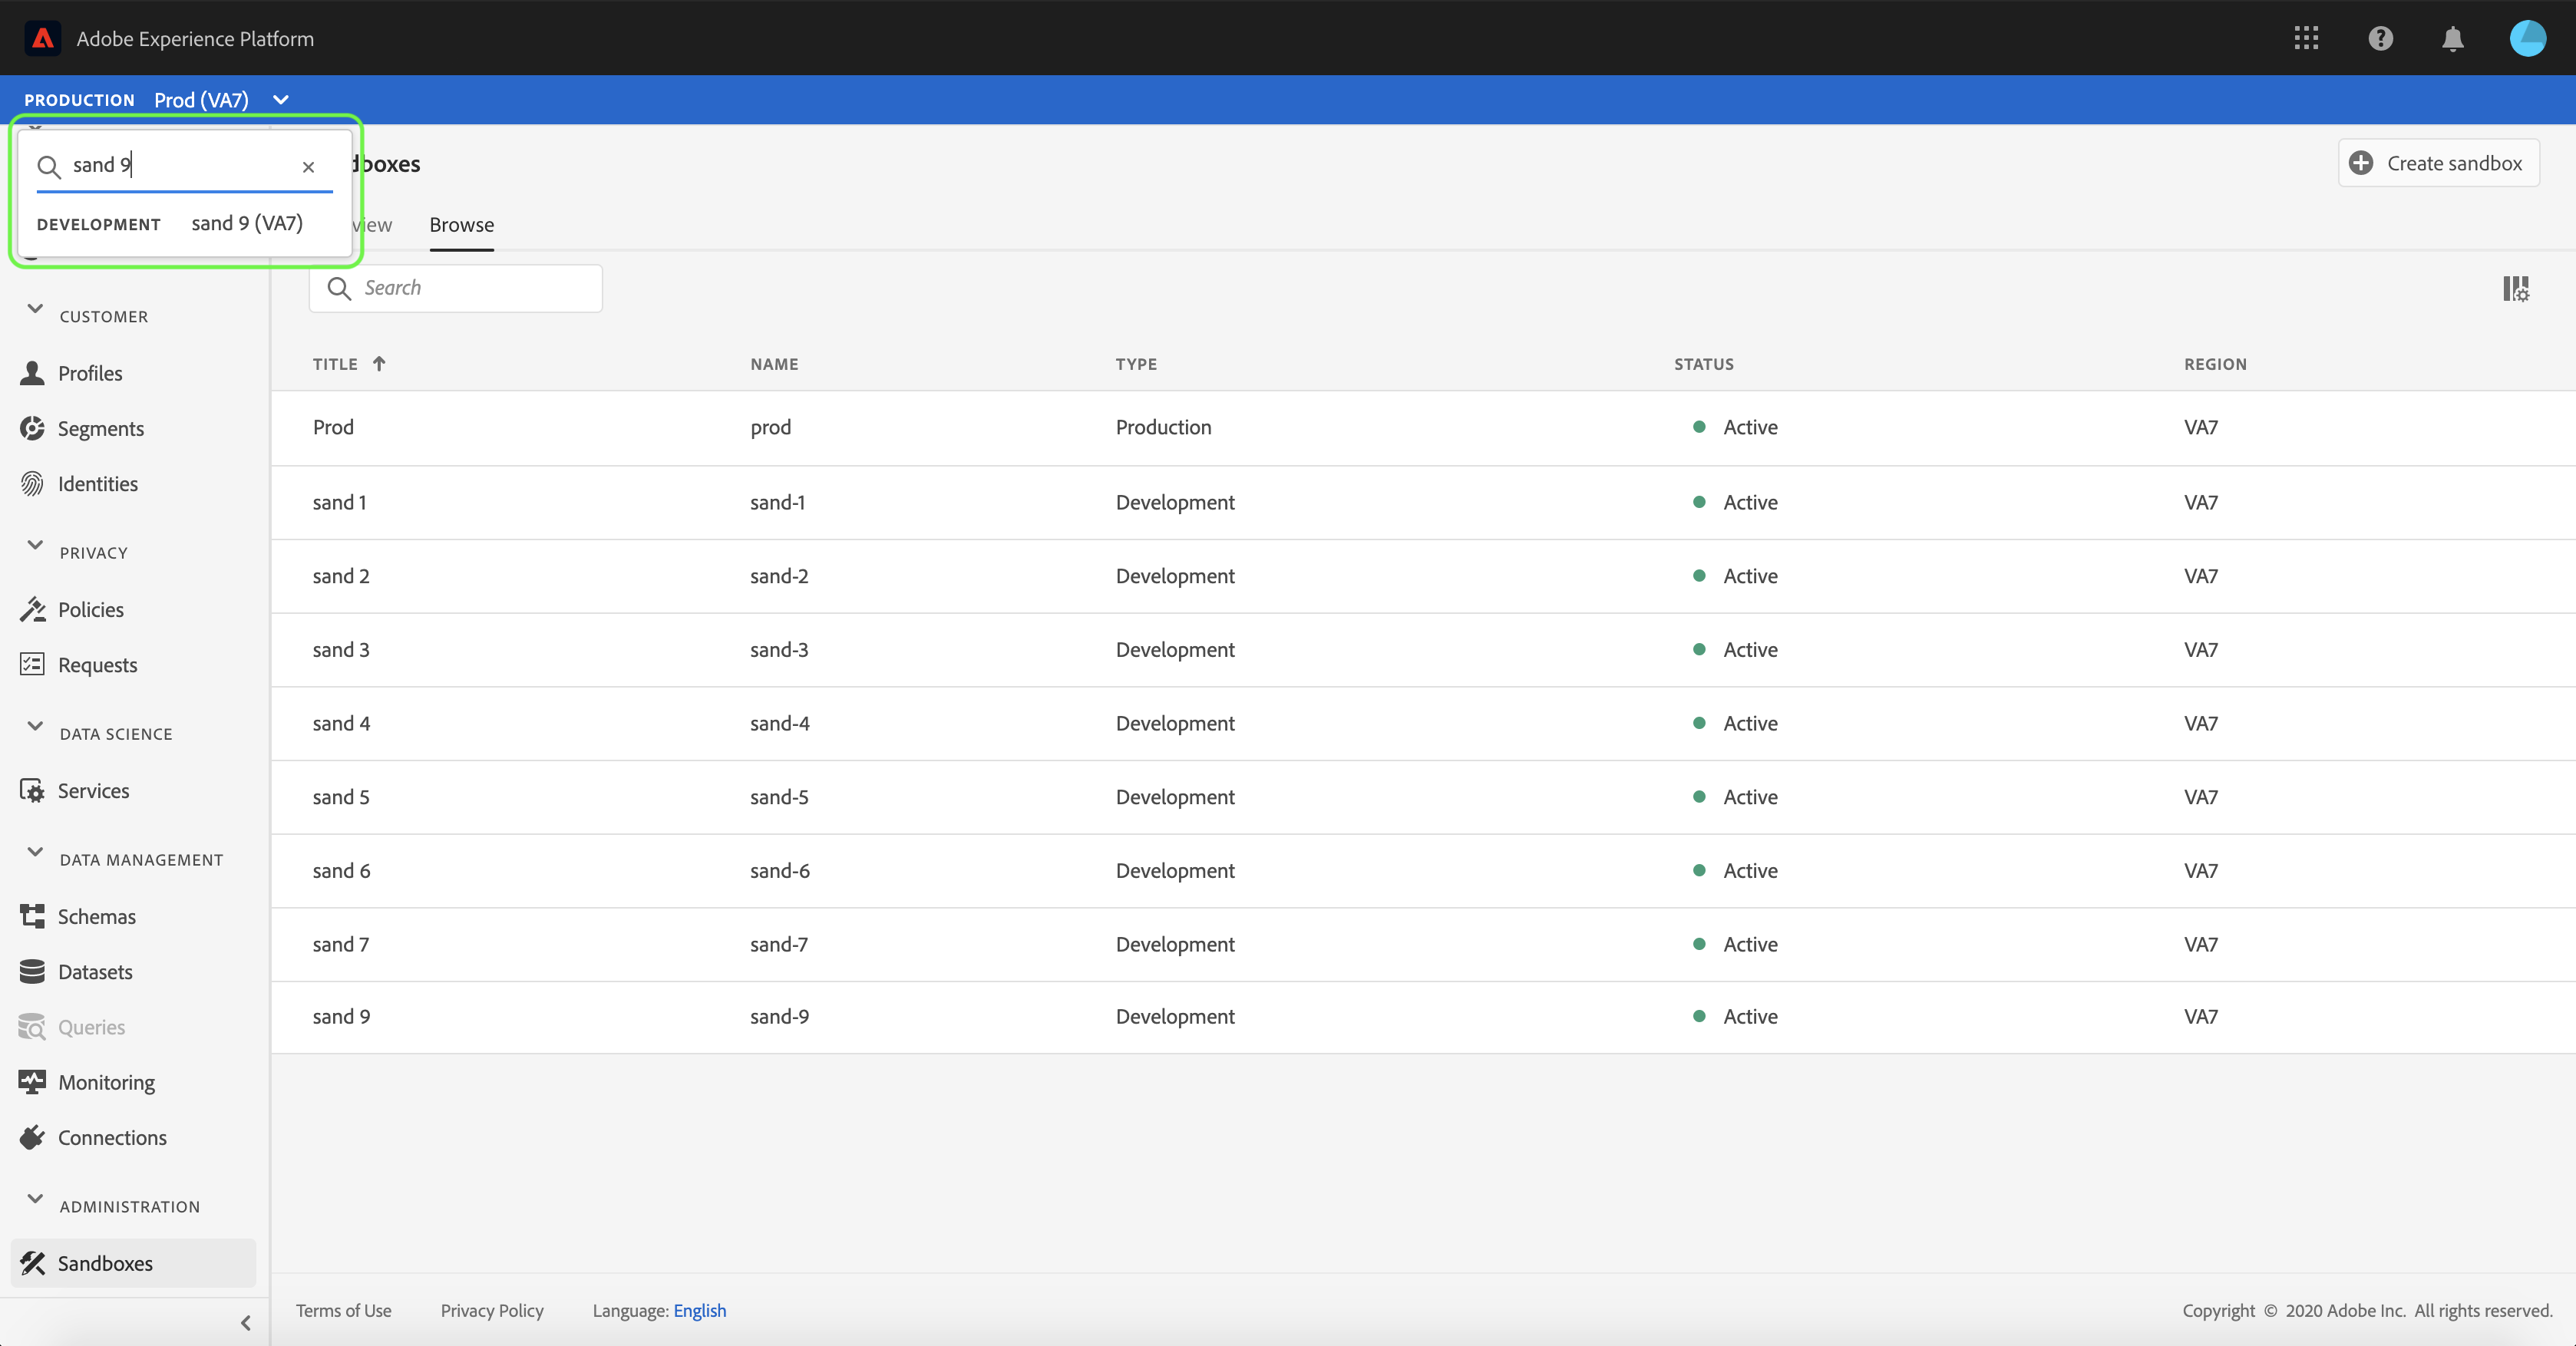 Adobe Experience Platform
PRODUCTION Prod (VA7)
sand 9
DEVELOPMENT sand 9 (VA7)
dboxes
Create sandbox
view Browse
Search
CUSTOMER
Profiles
Segments
Identities
PRIVACY
Policies
Requests
DATA SCIENCE
Services
DATA MANAGEMENT
Schemas
Datasets
Queries
Monitoring
Connections
ADMINISTRATION
Sandboxes
TITLE NAME TYPE STATUS REGION
Prod prod Production Active VA7
sand 1 sand-1 Development Active VA7
sand 2 sand-2 Development Active VA7
sand 3 sand-3 Development Active VA7
sand 4 sand-4 Development Active VA7
sand 5 sand-5 Development Active VA7
sand 6 sand-6 Development Active VA7
sand 7 sand-7 Development Active VA7
sand 9 sand-9 Development Active VA7
Terms of Use Privacy Policy Language: English Copyright © 2020 Adobe Inc. All rights reserved.